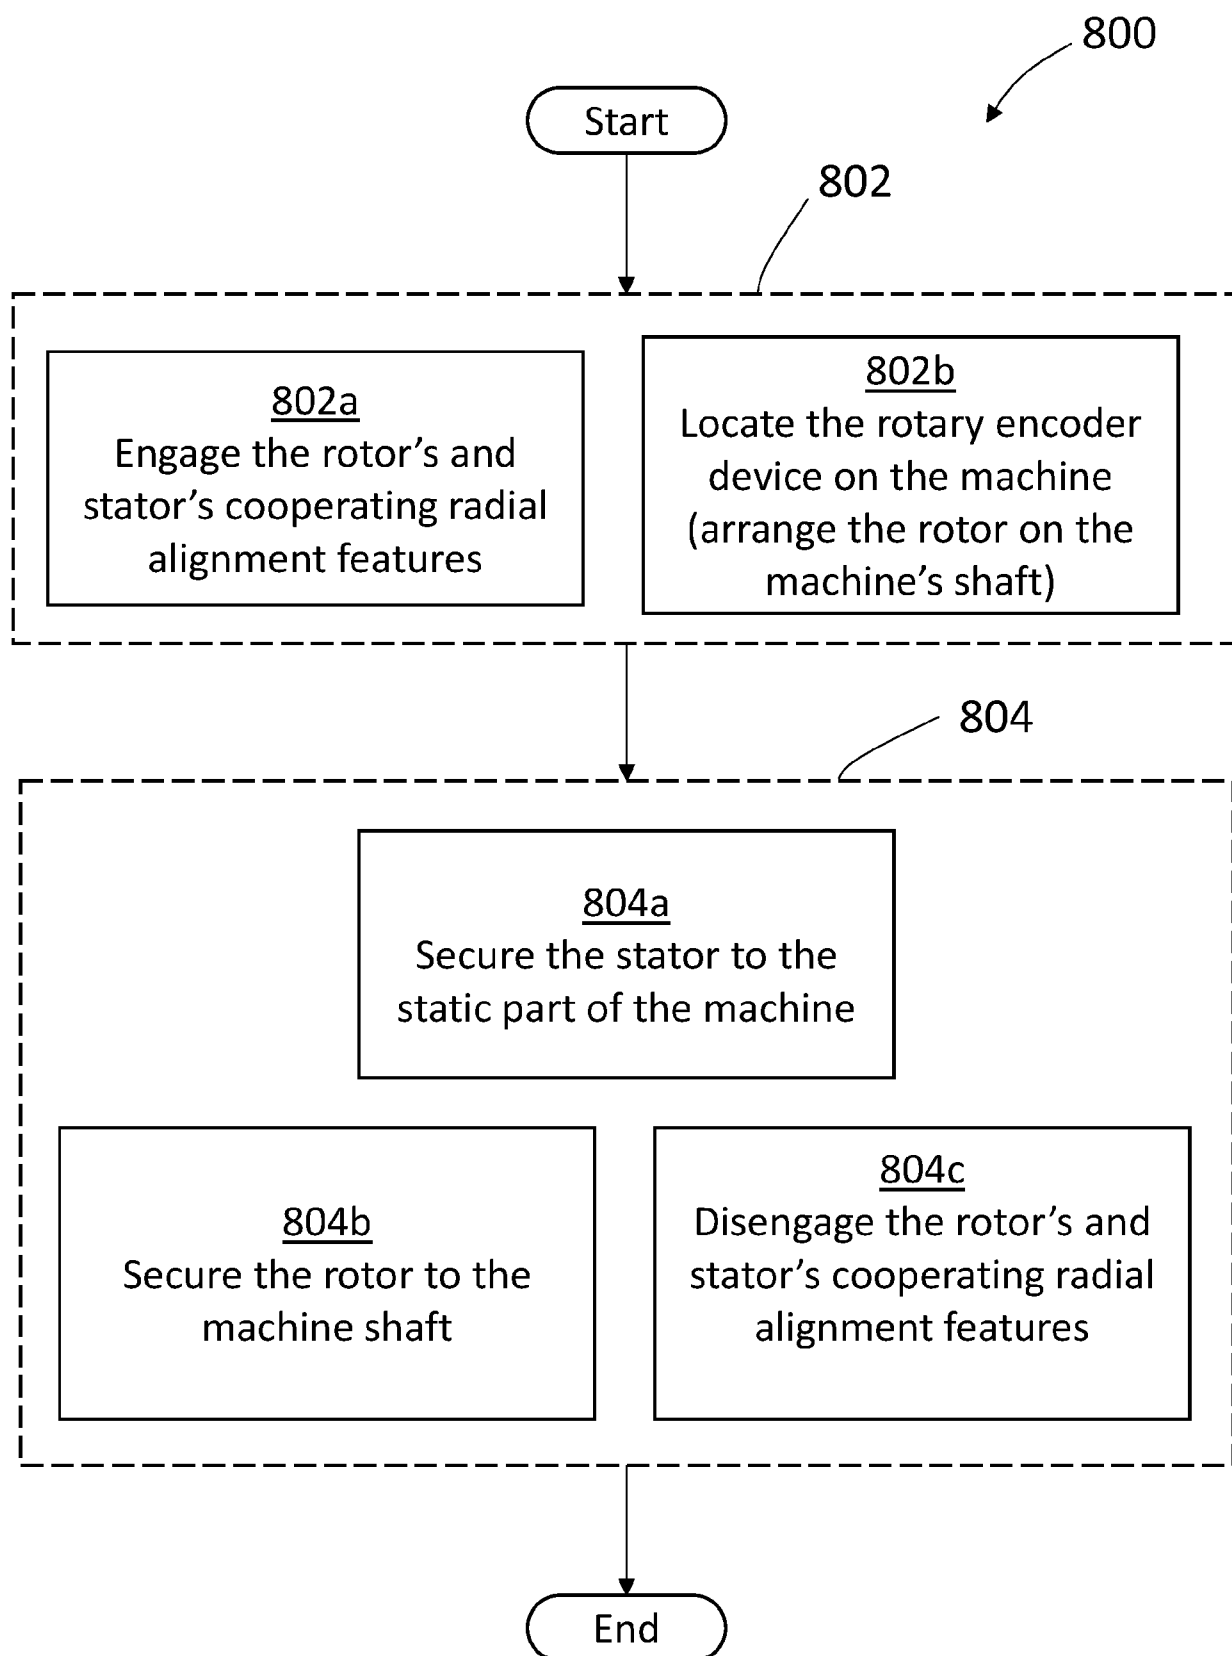 800
Start
802
802a
Engage the rotor’s and
stator’s cooperating radial
alignment features
802b
Locate the rotary encoder
device on the machine
(arrange the rotor on the
machine’s shaft)
804
804a
Secure the stator to the
static part of the machine
804b
Secure the rotor to the
machine shaft
804c
Disengage the rotor’s and
stator’s cooperating radial
alignment features
End